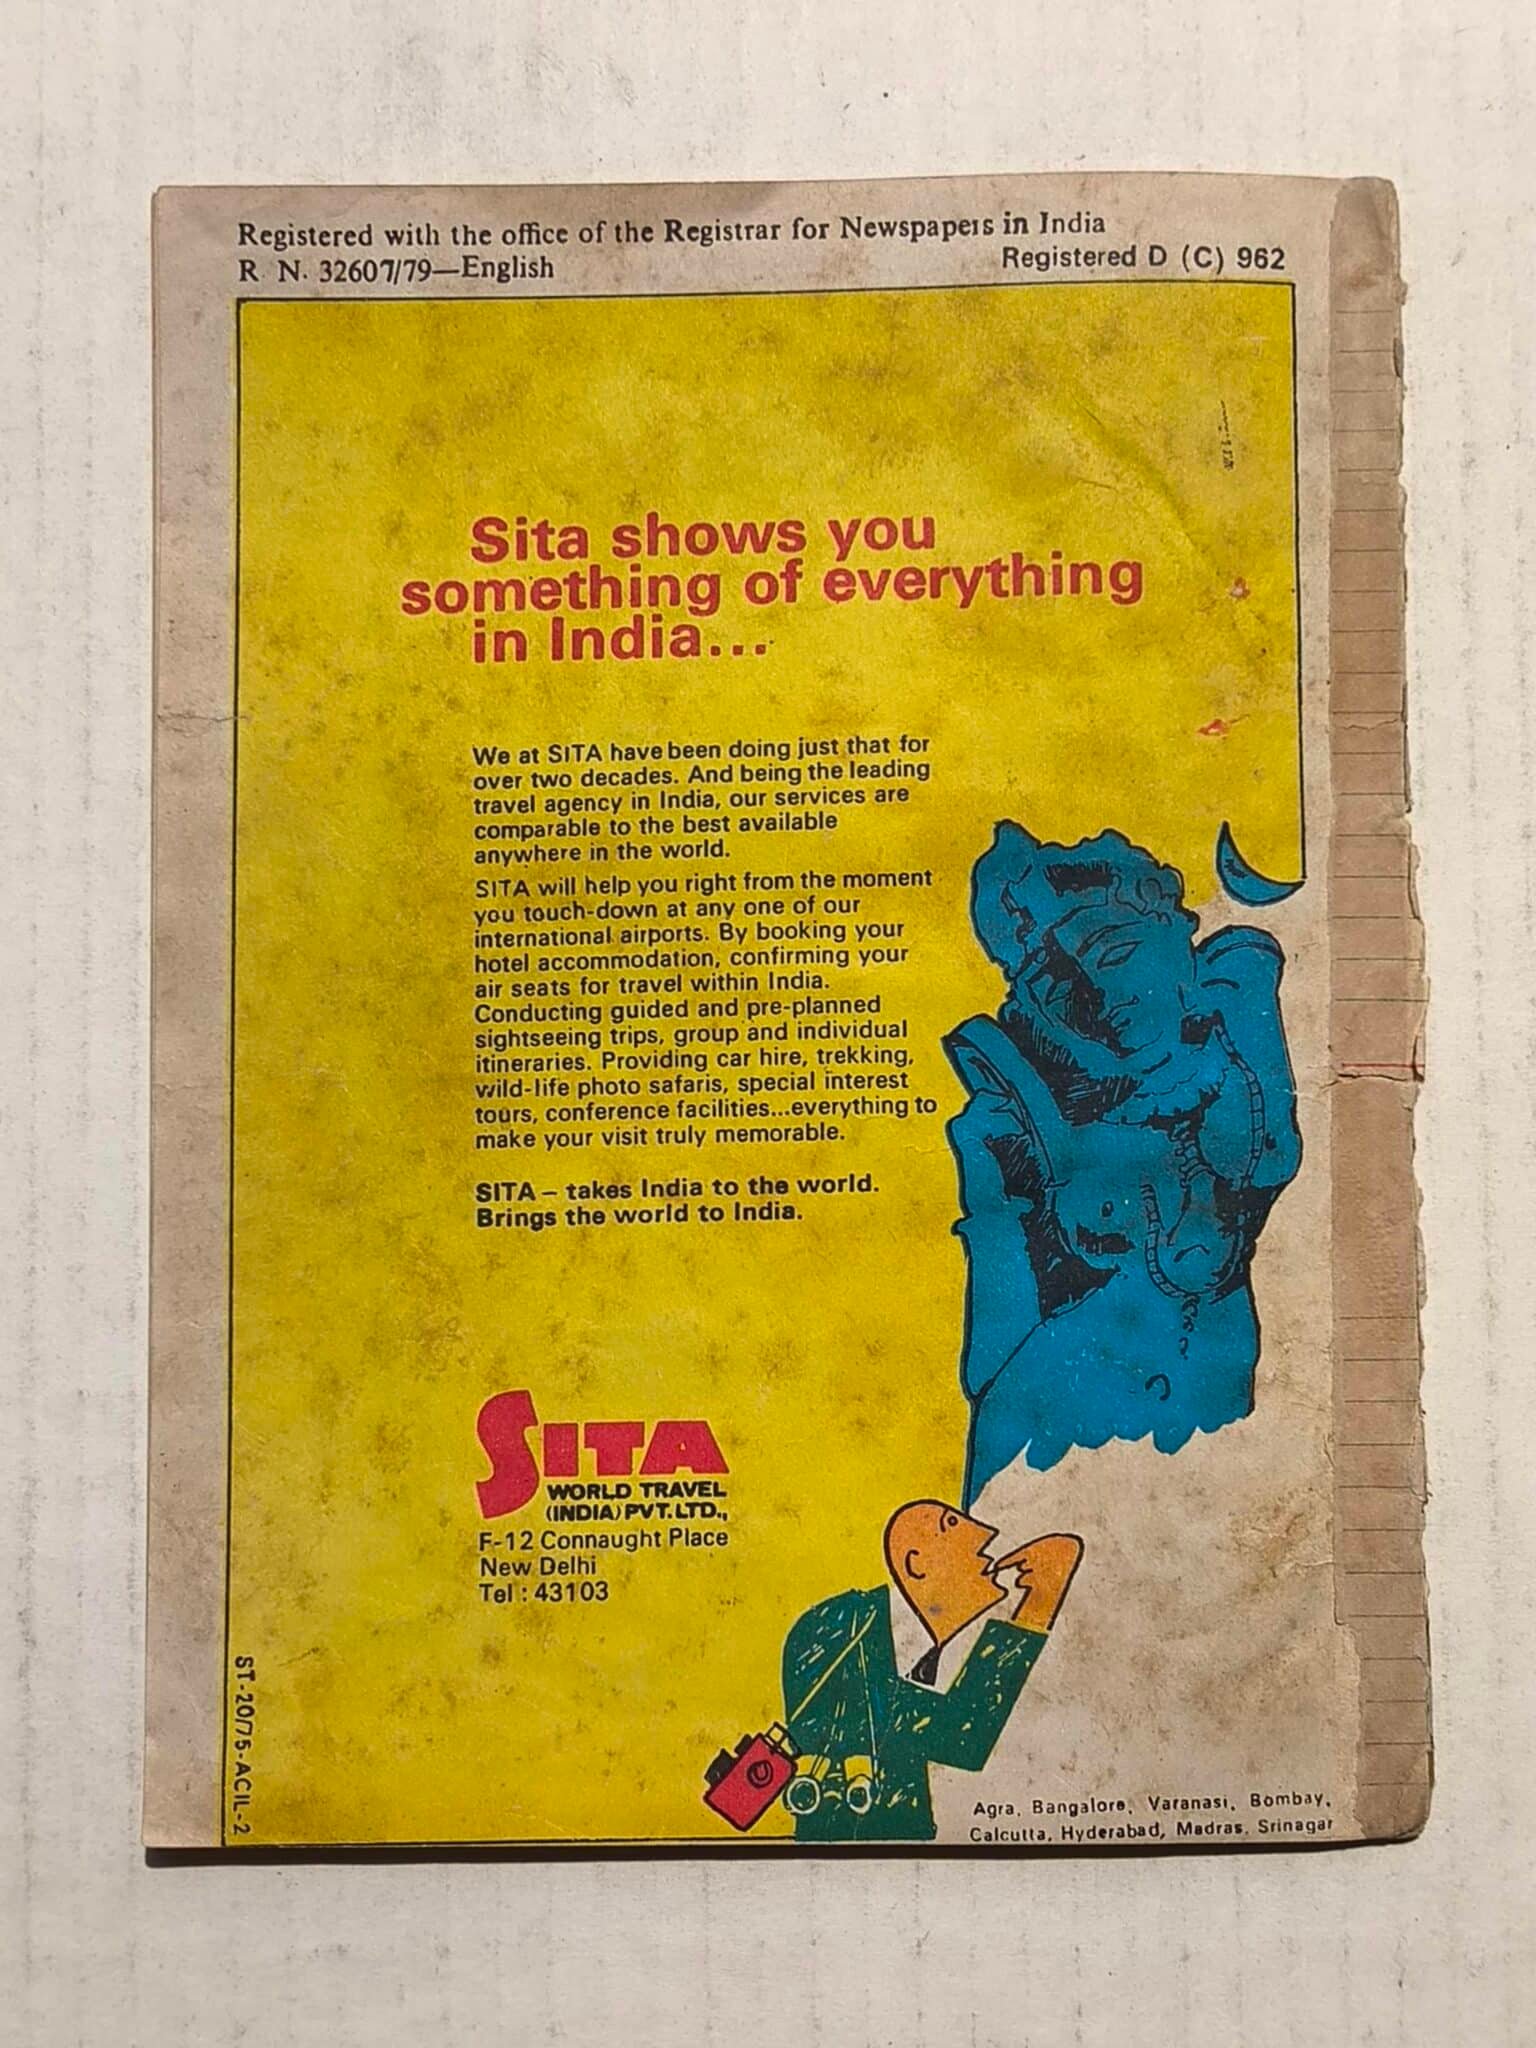 Registered with the office of the Registrar for Newspapers in India
R N. 32607/79—English
Registered D (C) 962
Sita shows you
something of everything
in India...
We at SITA have been doing just that for
over two decades. And being the leading
travel agency in India, our services are
comparable to the best available
anywhere in the world.
SITA will help you right from the moment
you touch-down at any one of our
international airports. By booking your
hotel accommodation, confirming your
air seats for travel within India.
Conducting guided and pre-planned
sightseeing trips, group and individual
itineraries. Providing car hire, trekking,
wild-life photo safaris, special interest
tours, conference facilities...everything to
make your visit truly memorable.
SITA – takes India to the world.
Brings the world to India.
SITA
WORLD TRAVEL
(INDIA) PVT. LTD.,
F-12 Connaught Place
New Delhi
Tel : 43103
ST-20/75-ACIL-2
Agra, Bangalore, Varanasi, Bombay,
Calcutta, Hyderabad, Madras, Srinagar